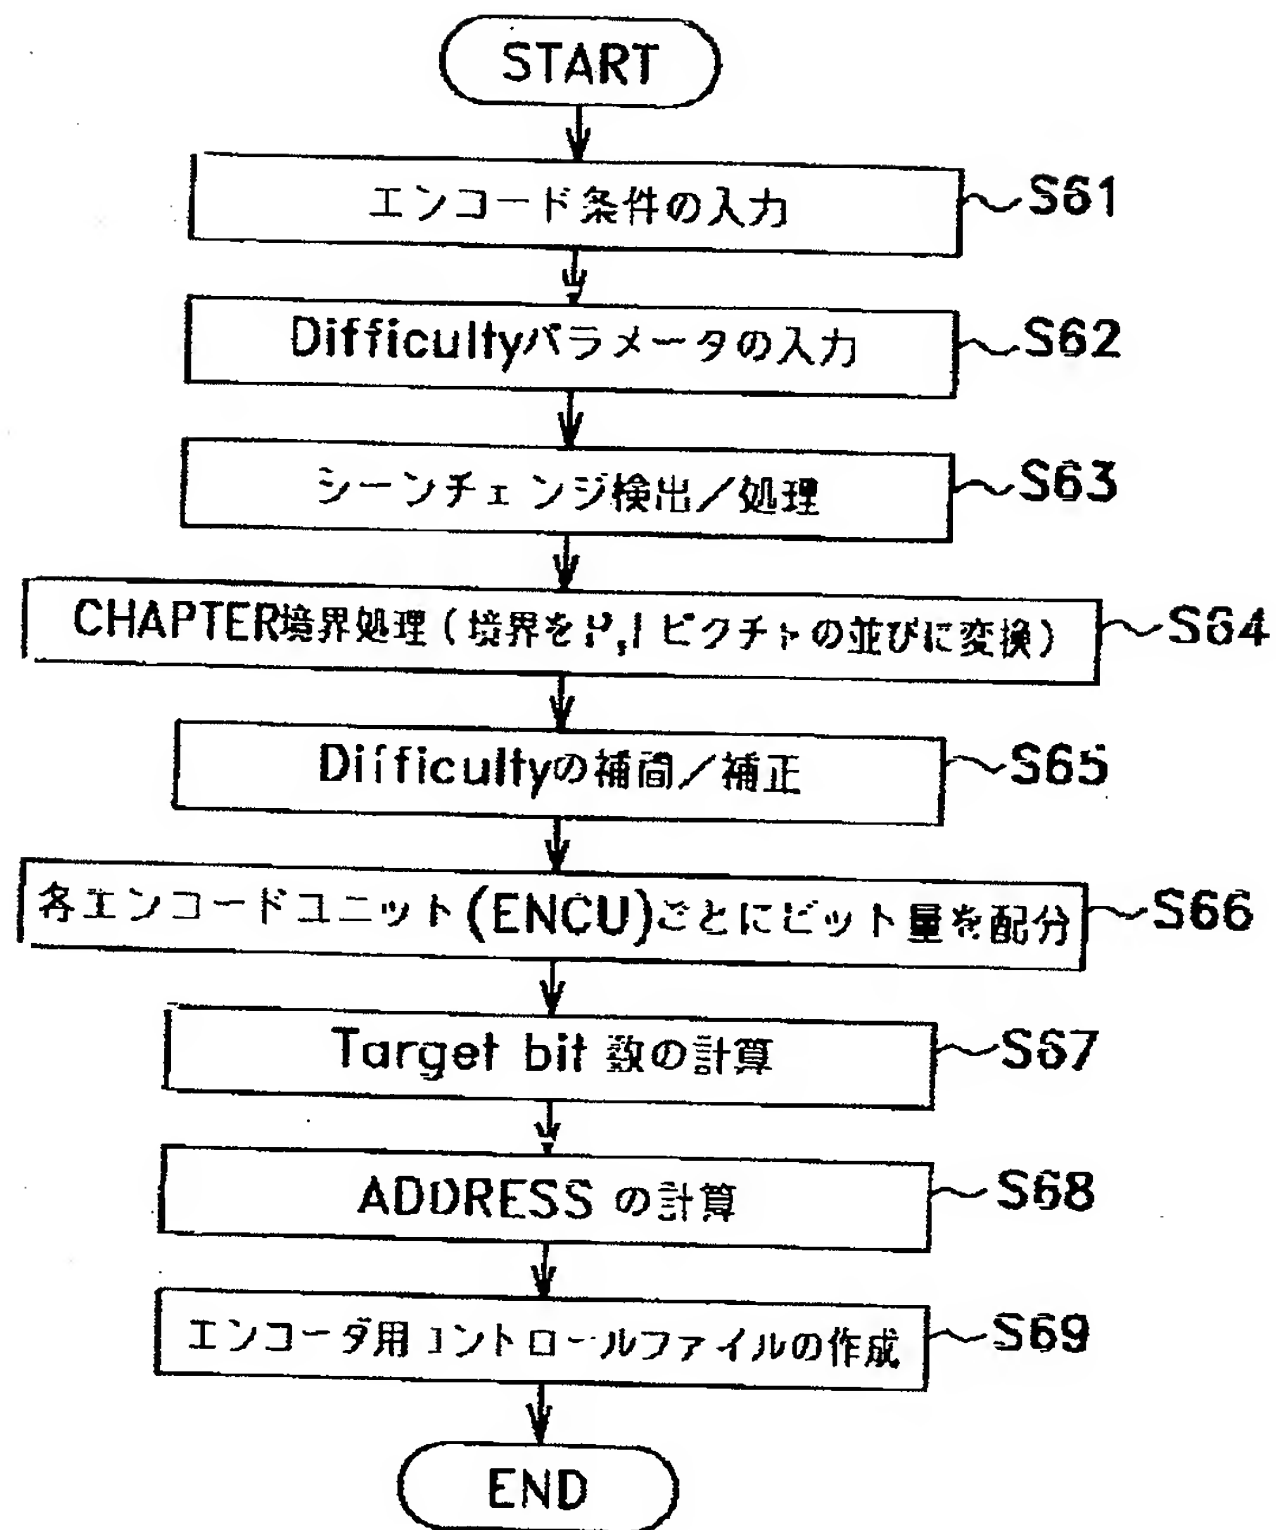 START
エンコード条件の入力
S61
Difficultyパラメータの入力
S62
シーンチェンジ検出／処理
S63
CHAPTER境界処理（境界をP,Iピクチャの並びに変換）
S64
Difficultyの補間／補正
S65
各エンコードユニット(ENCU)ごとにビット量を配分
S66
Target bit 数の計算
S67
ADDRESS の計算
S68
エンコーダ用コントロールファイルの作成
S69
END